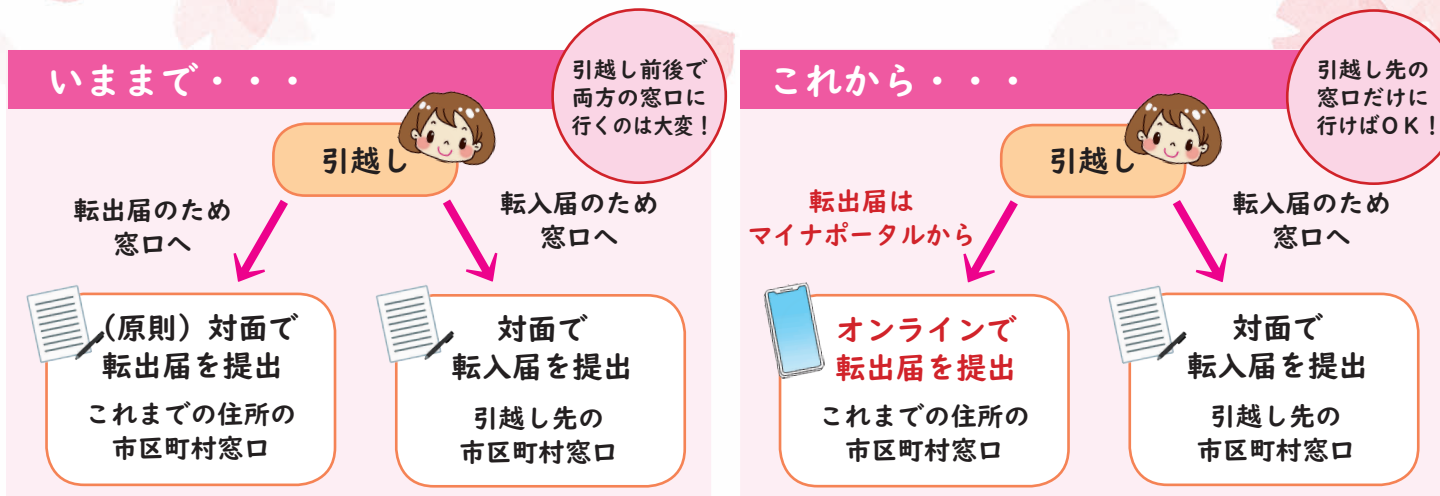 いままで・・・
引越し前後で
両方の窓口に
行くのは大変！
引越し
転出届のため
窓口へ
転入届のため
窓口へ
（原則）対面で
転出届を提出
これまでの住所の
市区町村窓口
対面で
転入届を提出
引越し先の
市区町村窓口
これから・・・
引越し先の
窓口だけに
行けばＯＫ！
引越し
転出届は
マイナポータルから
転入届のため
窓口へ
オンラインで
転出届を提出
これまでの住所の
市区町村窓口
対面で
転入届を提出
引越し先の
市区町村窓口